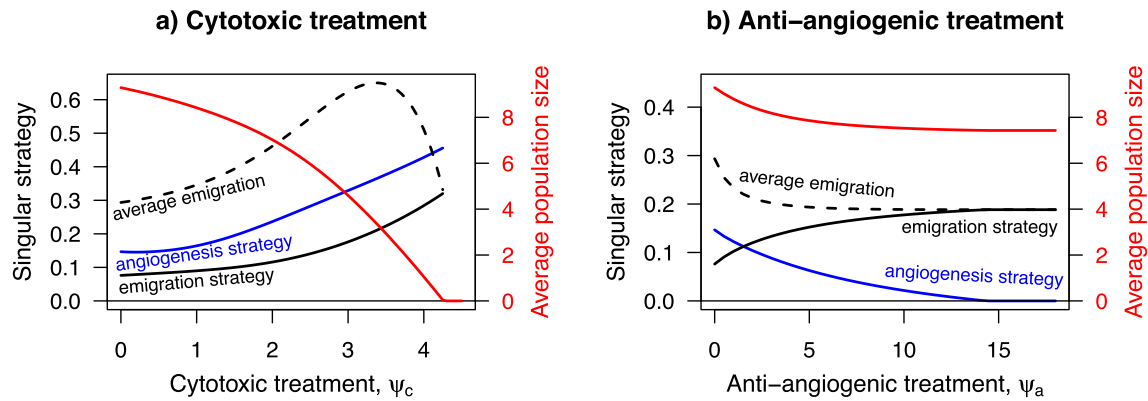 a) Cytotoxic treatment
Singular strategy
0.6
0.5
0.4
0.3
0.2
0.1
0.0
average emigration
angiogenesis strategy
emigration strategy
8
6
4
2
0
Average population size
0
1
2
3
4
Cytotoxic treatment, ψc
b) Anti−angiogenic treatment
Singular strategy
0.4
0.3
0.2
0.1
0.0
average emigration
emigration strategy
angiogenesis strategy
8
6
4
2
0
Average population size
0
5
10
15
Anti−angiogenic treatment, ψa